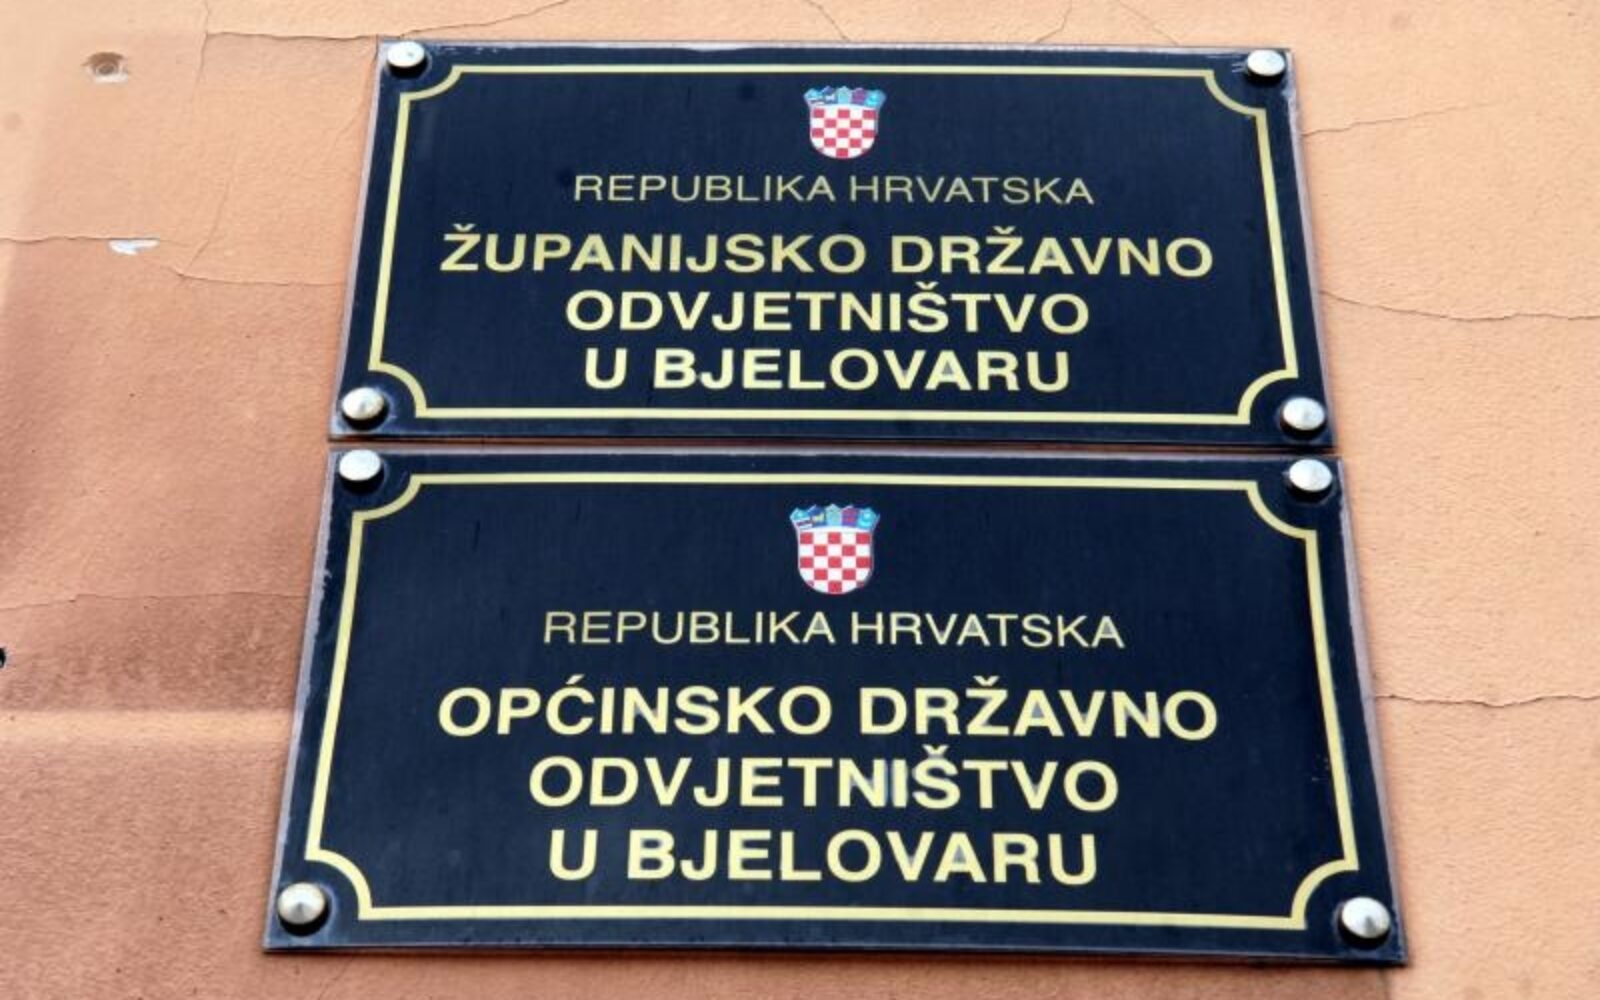 REPUBLIKA HRVATSKA
ŽUPANIJSKO DRŽAVNO
ODVJETNIŠTVO
U BJELOVARU
REPUBLIKA HRVATSKA
OPĆINSKO DRŽAVNO
ODVJETNIŠTVO
U BJELOVARU